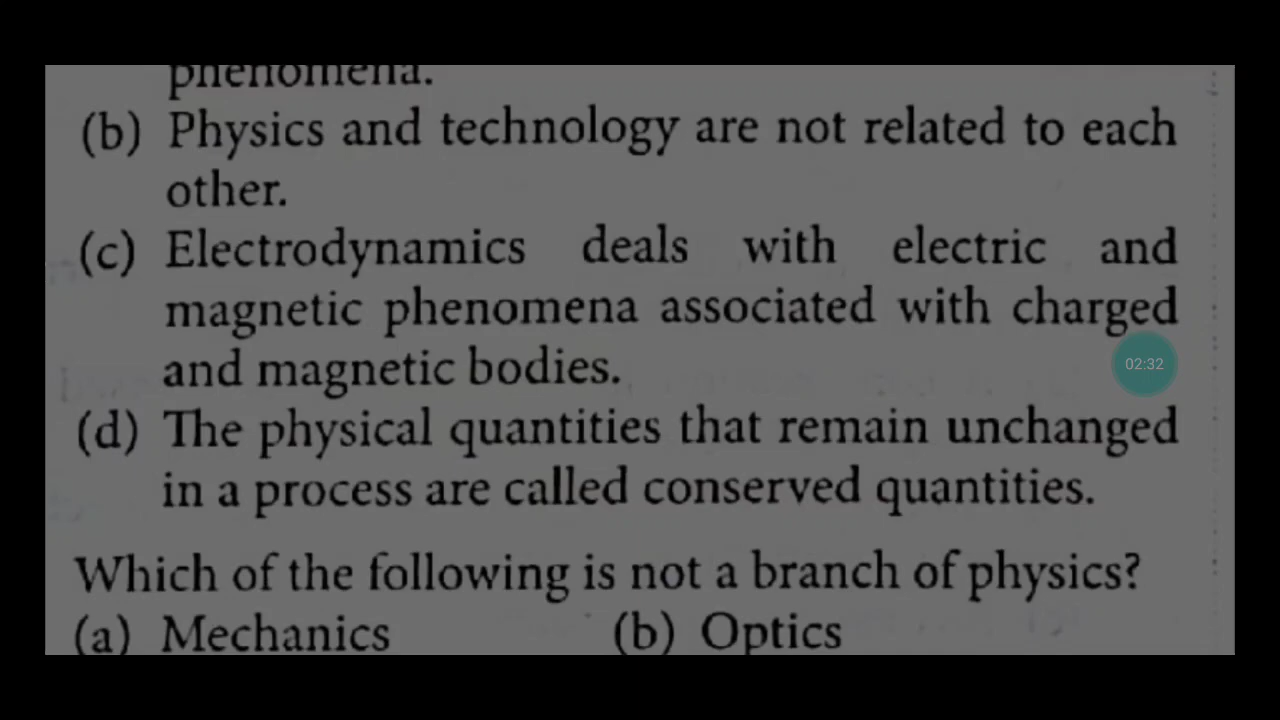 phenomena.
(b) Physics and technology are not related to each
other.
(c) Electrodynamics deals with electric and
magnetic phenomena associated with charged
and magnetic bodies.
02:32
(d) The physical quantities that remain unchanged
in a process are called conserved quantities.
Which of the following is not a branch of physics?
(a) Mechanics (b) Optics